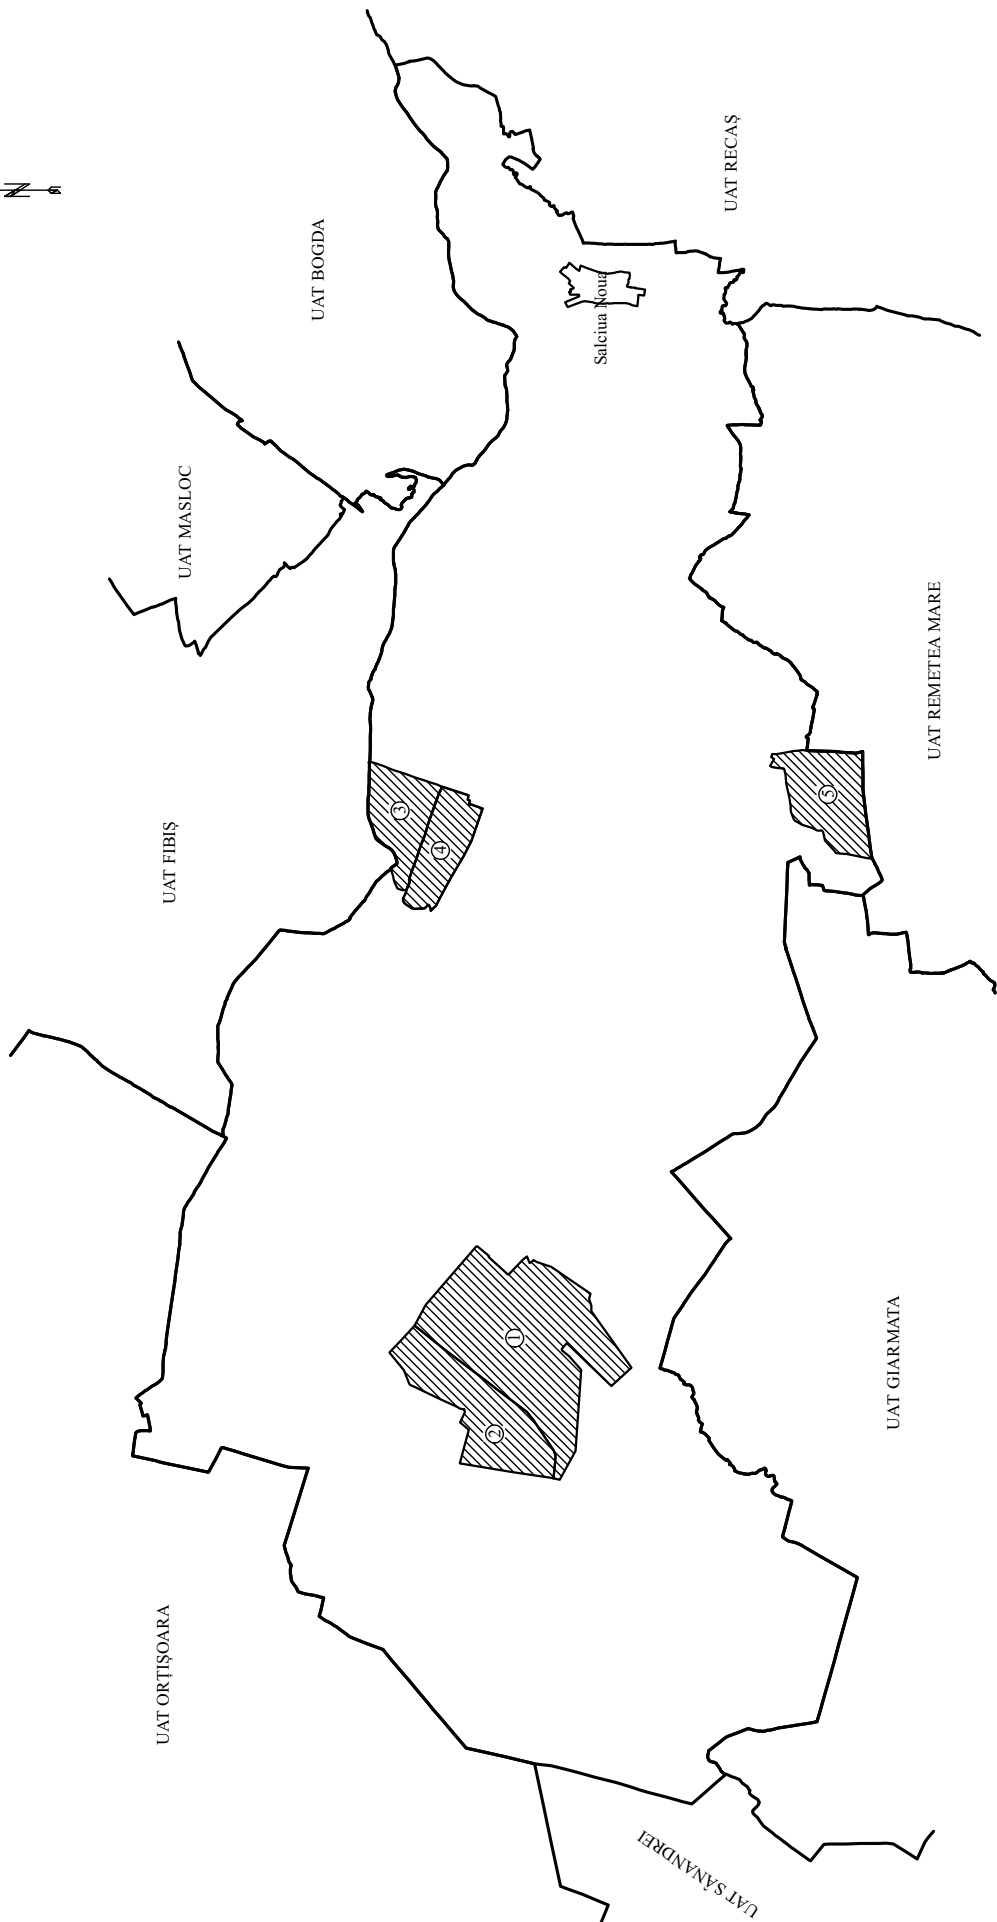 N
UAT RECAȘ
UAT BOGDA
Salciua Noua
UAT MASLOC
UAT REMETEA MARE
UAT FIBIȘ
3
4
5
1
2
UAT GIARMATA
UAT ORȚIȘOARA
UAT SÂNANDREI